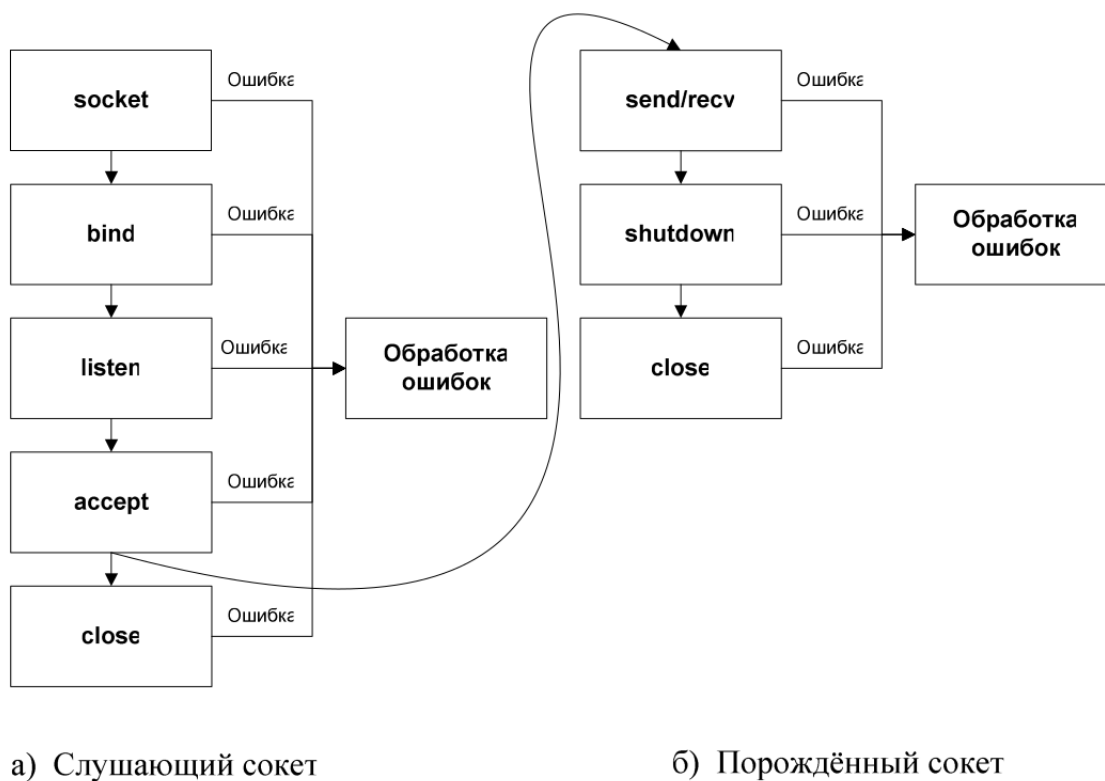 socket
Ошибка
bind
Ошибка
listen
Ошибка
accept
Ошибка
close
Ошибка
Обработка
ошибок
send/recv
Ошибка
shutdown
Ошибка
close
Ошибка
Обработка
ошибок
а) Слушающий сокет
б) Порождённый сокет